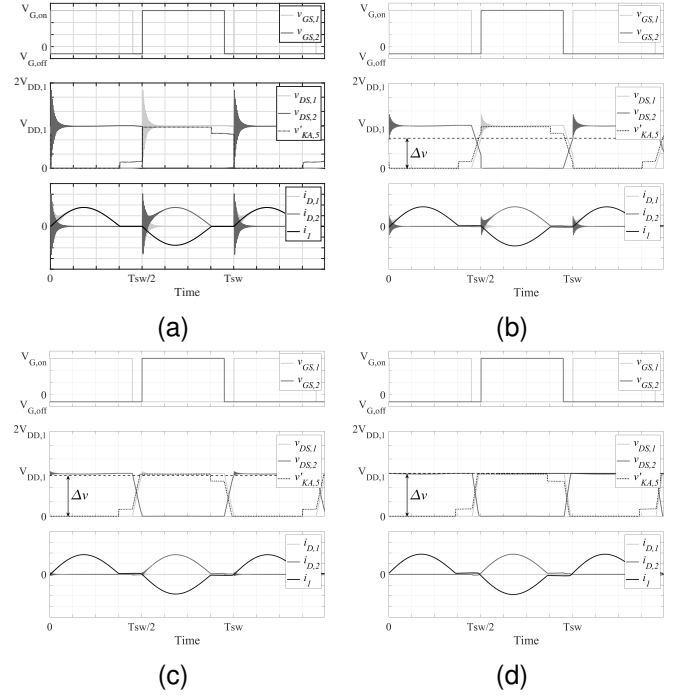 V_G,on
0
V_G,off
v_GS,1
v_GS,2
2V_DD,1
V_DD,1
0
v_DS,1
v_DS,2
v'_KA,5
0
i_D,1
i_D,2
i_1
0 Tsw/2 Tsw
Time
(a)
V_G,on
0
V_G,off
v_GS,1
v_GS,2
2V_DD,1
V_DD,1
0
Δv
v_DS,1
v_DS,2
v'_KA,5
0
i_D,1
i_D,2
i_1
Tsw/2 Tsw
Time
(b)
V_G,on
0
V_G,off
v_GS,1
v_GS,2
2V_DD,1
V_DD,1
0
Δv
v_DS,1
v_DS,2
v'_KA,5
0
i_D,1
i_D,2
i_1
Tsw/2 Tsw
Time
(c)
V_G,on
0
V_G,off
v_GS,1
v_GS,2
2V_DD,1
V_DD,1
0
Δv
v_DS,1
v_DS,2
v'_KA,5
0
i_D,1
i_D,2
i_1
Tsw/2 Tsw
Time
(d)